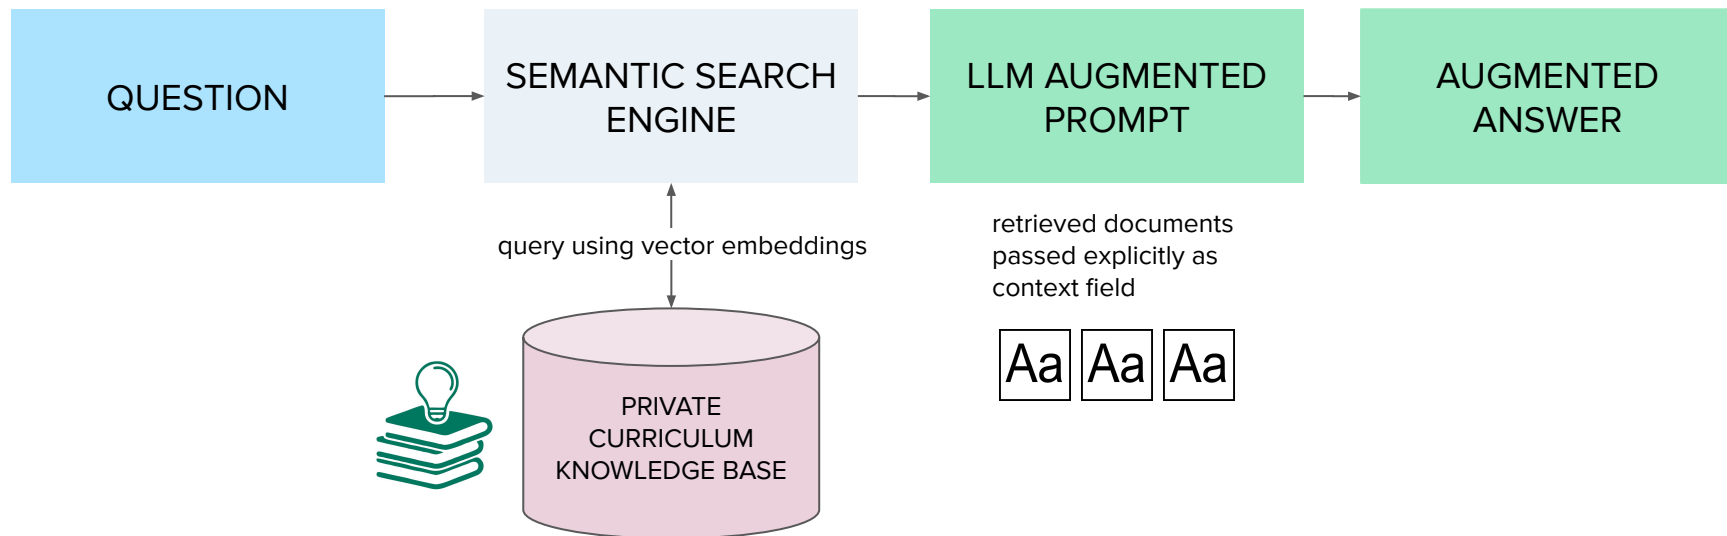 QUESTION
SEMANTIC SEARCH
ENGINE
LLM AUGMENTED
PROMPT
AUGMENTED
ANSWER
query using vector embeddings
retrieved documents
passed explicitly as
context field
Aa Aa Aa
PRIVATE
CURRICULUM
KNOWLEDGE BASE